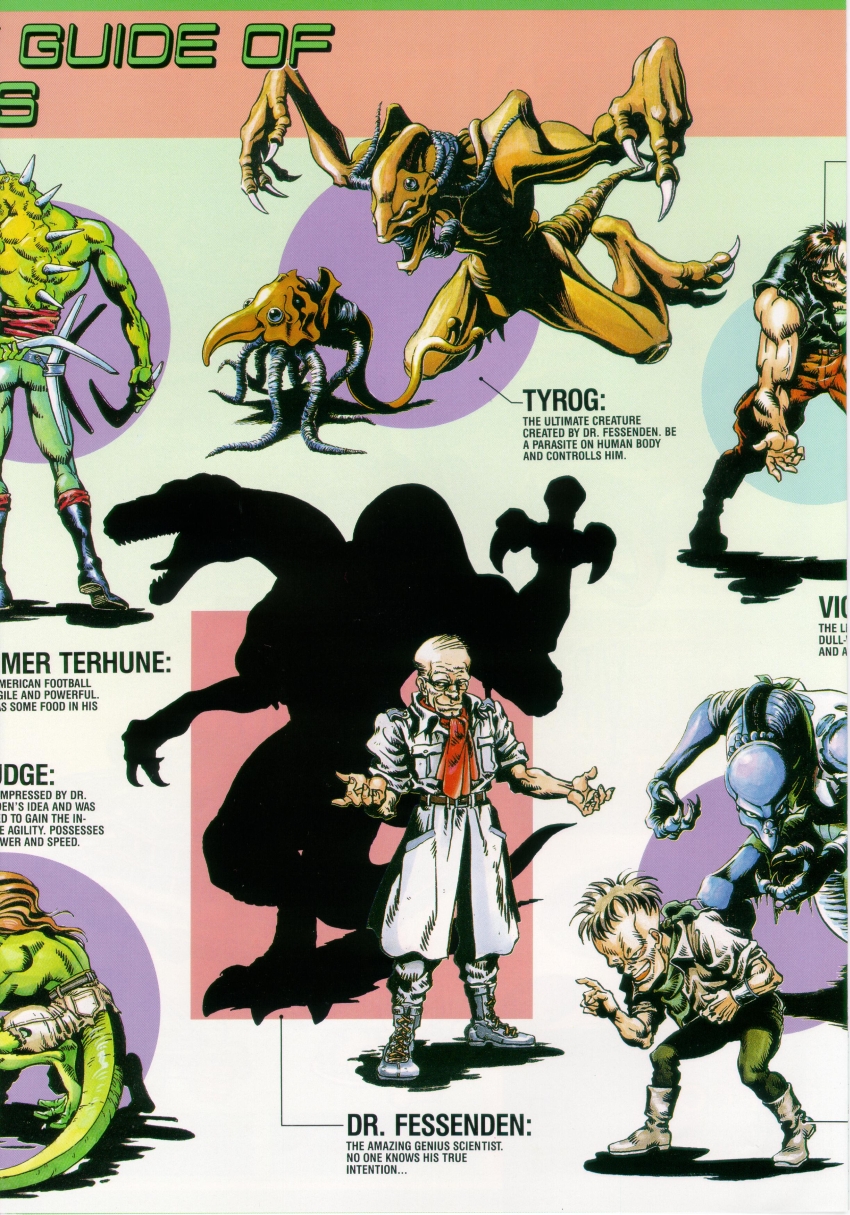 GUIDE OF
S
TYROG:
THE ULTIMATE CREATURE
CREATED BY DR. FESSENDEN. BE
A PARASITE ON HUMAN BODY
AND CONTROLLS HIM.
MER TERHUNE:
MERICAN FOOTBALL
GILE AND POWERFUL.
AS SOME FOOD IN HIS
UDGE:
MPRESSED BY DR.
DEN'S IDEA AND WAS
ED TO GAIN THE IN-
E AGILITY. POSSESSES
WER AND SPEED.
VIC
THE L
DULL-
AND A
DR. FESSENDEN:
THE AMAZING GENIUS SCIENTIST.
NO ONE KNOWS HIS TRUE
INTENTION...